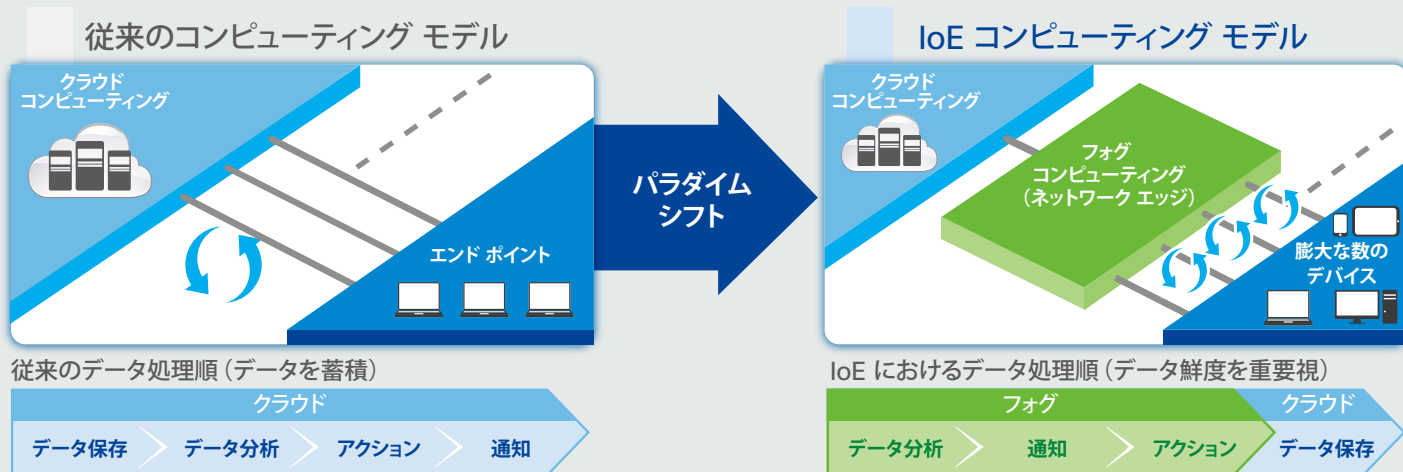 従来のコンピューティング モデル
クラウド
コンピューティング
エンド ポイント
従来のデータ処理順（データを蓄積）
クラウド
データ保存
データ分析
アクション
通知
パラダイム
シフト
IoE コンピューティング モデル
クラウド
コンピューティング
フォグ
コンピューティング
（ネットワーク エッジ）
膨大な数の
デバイス
IoE におけるデータ処理順（データ鮮度を重要視）
フォグ
クラウド
データ分析
通知
アクション
データ保存